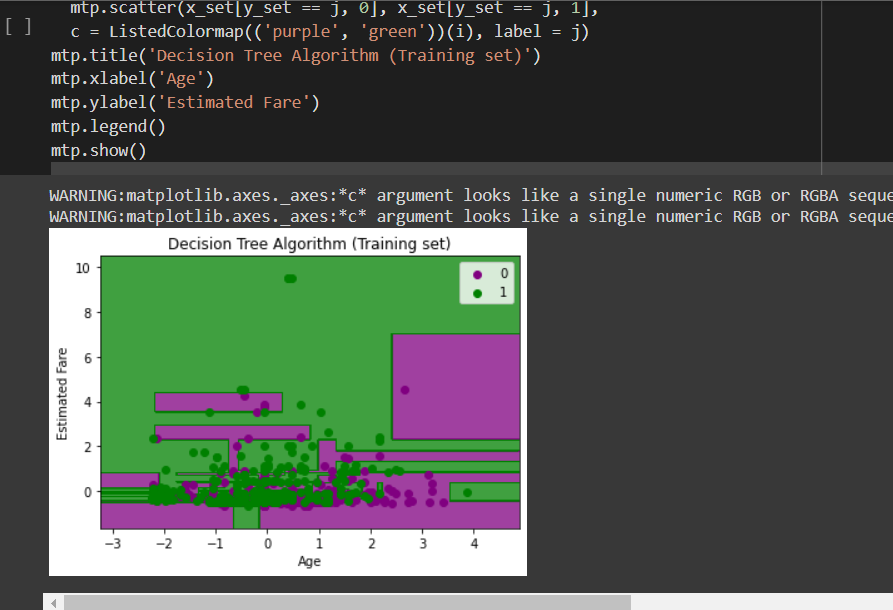 mtp.scatter(x_set[y_set == j, 0], x_set[y_set == j, 1],
[ ]
c = ListedColormap(('purple', 'green'))(i), label = j)
mtp.title('Decision Tree Algorithm (Training set)')
mtp.xlabel('Age')
mtp.ylabel('Estimated Fare')
mtp.legend()
mtp.show()
WARNING:matplotlib.axes._axes:*c* argument looks like a single numeric RGB or RGBA seque
WARNING:matplotlib.axes._axes:*c* argument looks like a single numeric RGB or RGBA seque
Decision Tree Algorithm (Training set)
10
8
6
4
2
0
Estimated Fare
0
1
−3 −2 −1 0 1 2 3 4
Age